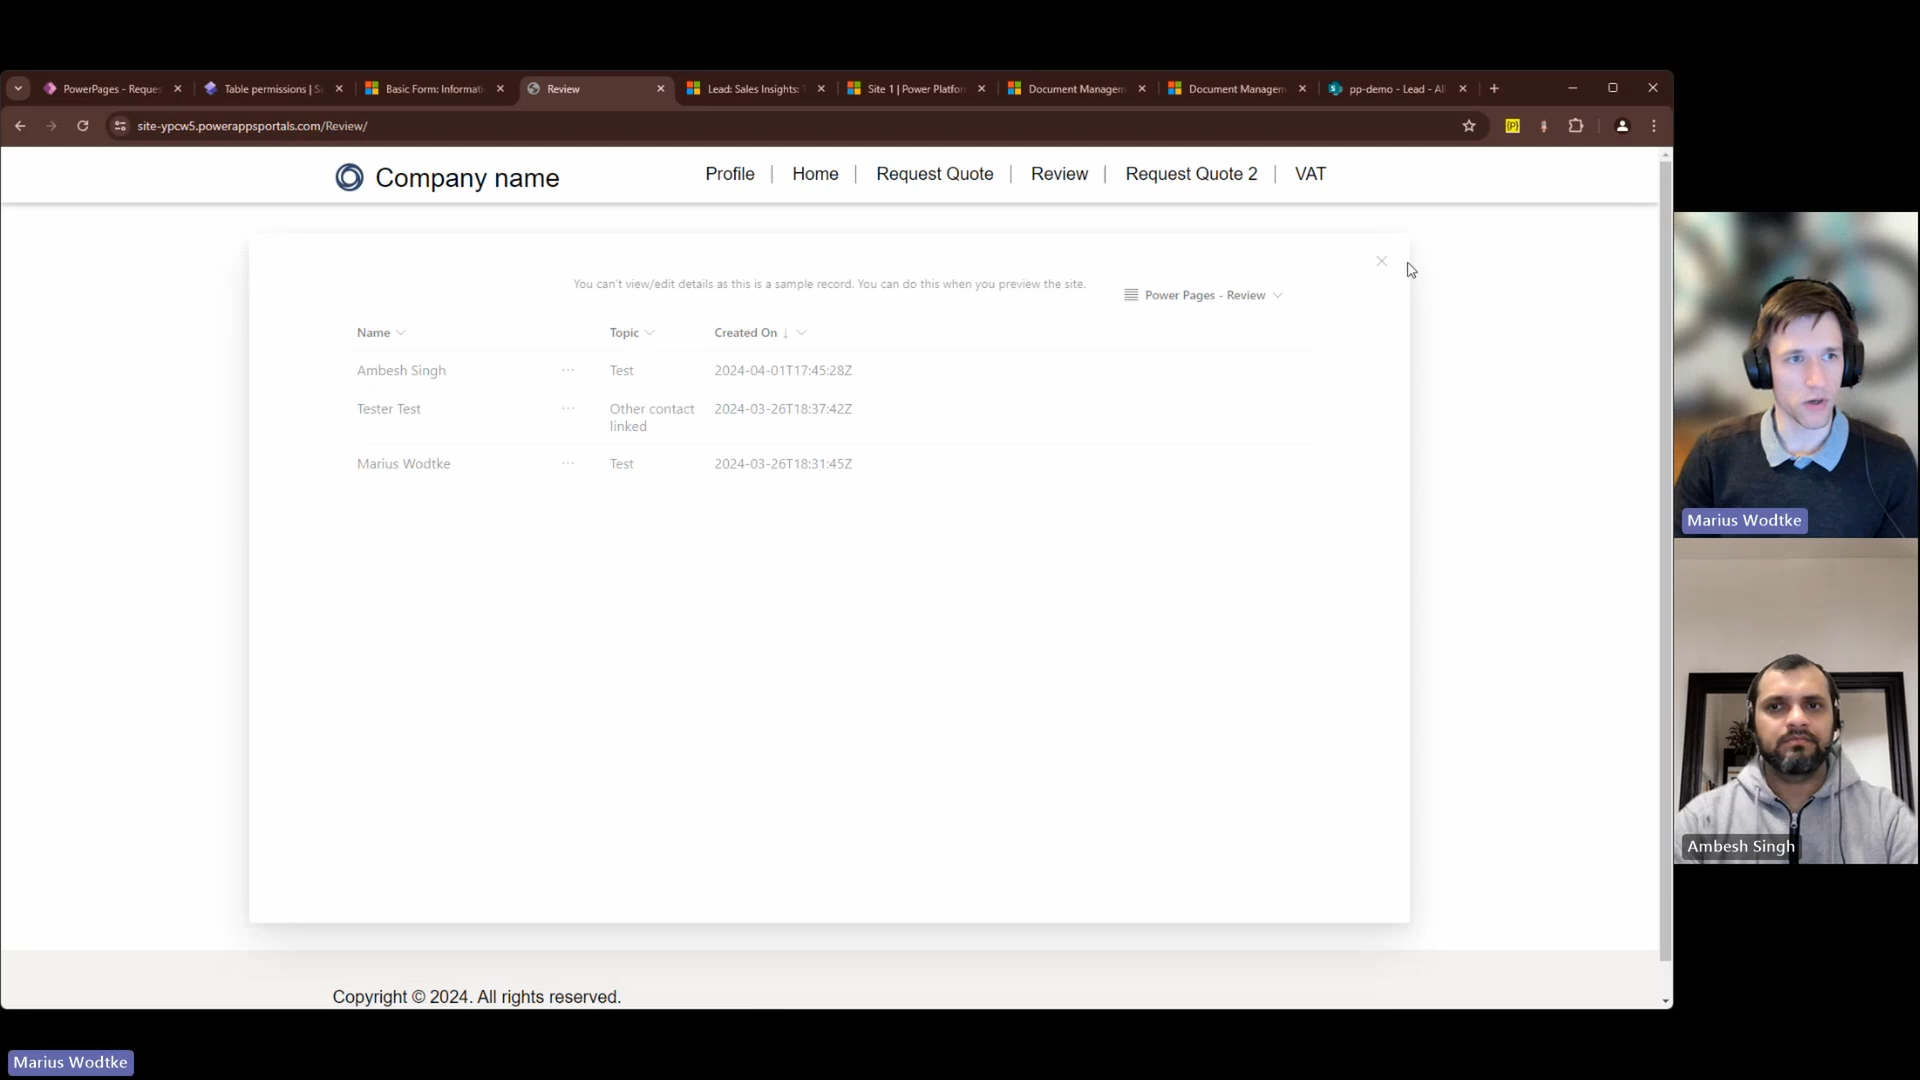 PowerPages - Reques
Table permissions | Se
Basic Form: Informati
Review
Lead: Sales Insights: T
Site 1 | Power Platfor
Document Managem
Document Managem
pp-demo - Lead - All
site-ypcw5.powerappsportals.com/Review/
Company name
Profile | Home | Request Quote | Review | Request Quote 2 | VAT
You can't view/edit details as this is a sample record. You can do this when you preview the site.
Power Pages - Review
Name Topic Created On ↓
Ambesh Singh ... Test 2024-04-01T17:45:28Z
Tester Test ... Other contact 2024-03-26T18:37:42Z
linked
Marius Wodtke ... Test 2024-03-26T18:31:45Z
Copyright © 2024. All rights reserved.
Marius Wodtke
Ambesh Singh
Marius Wodtke